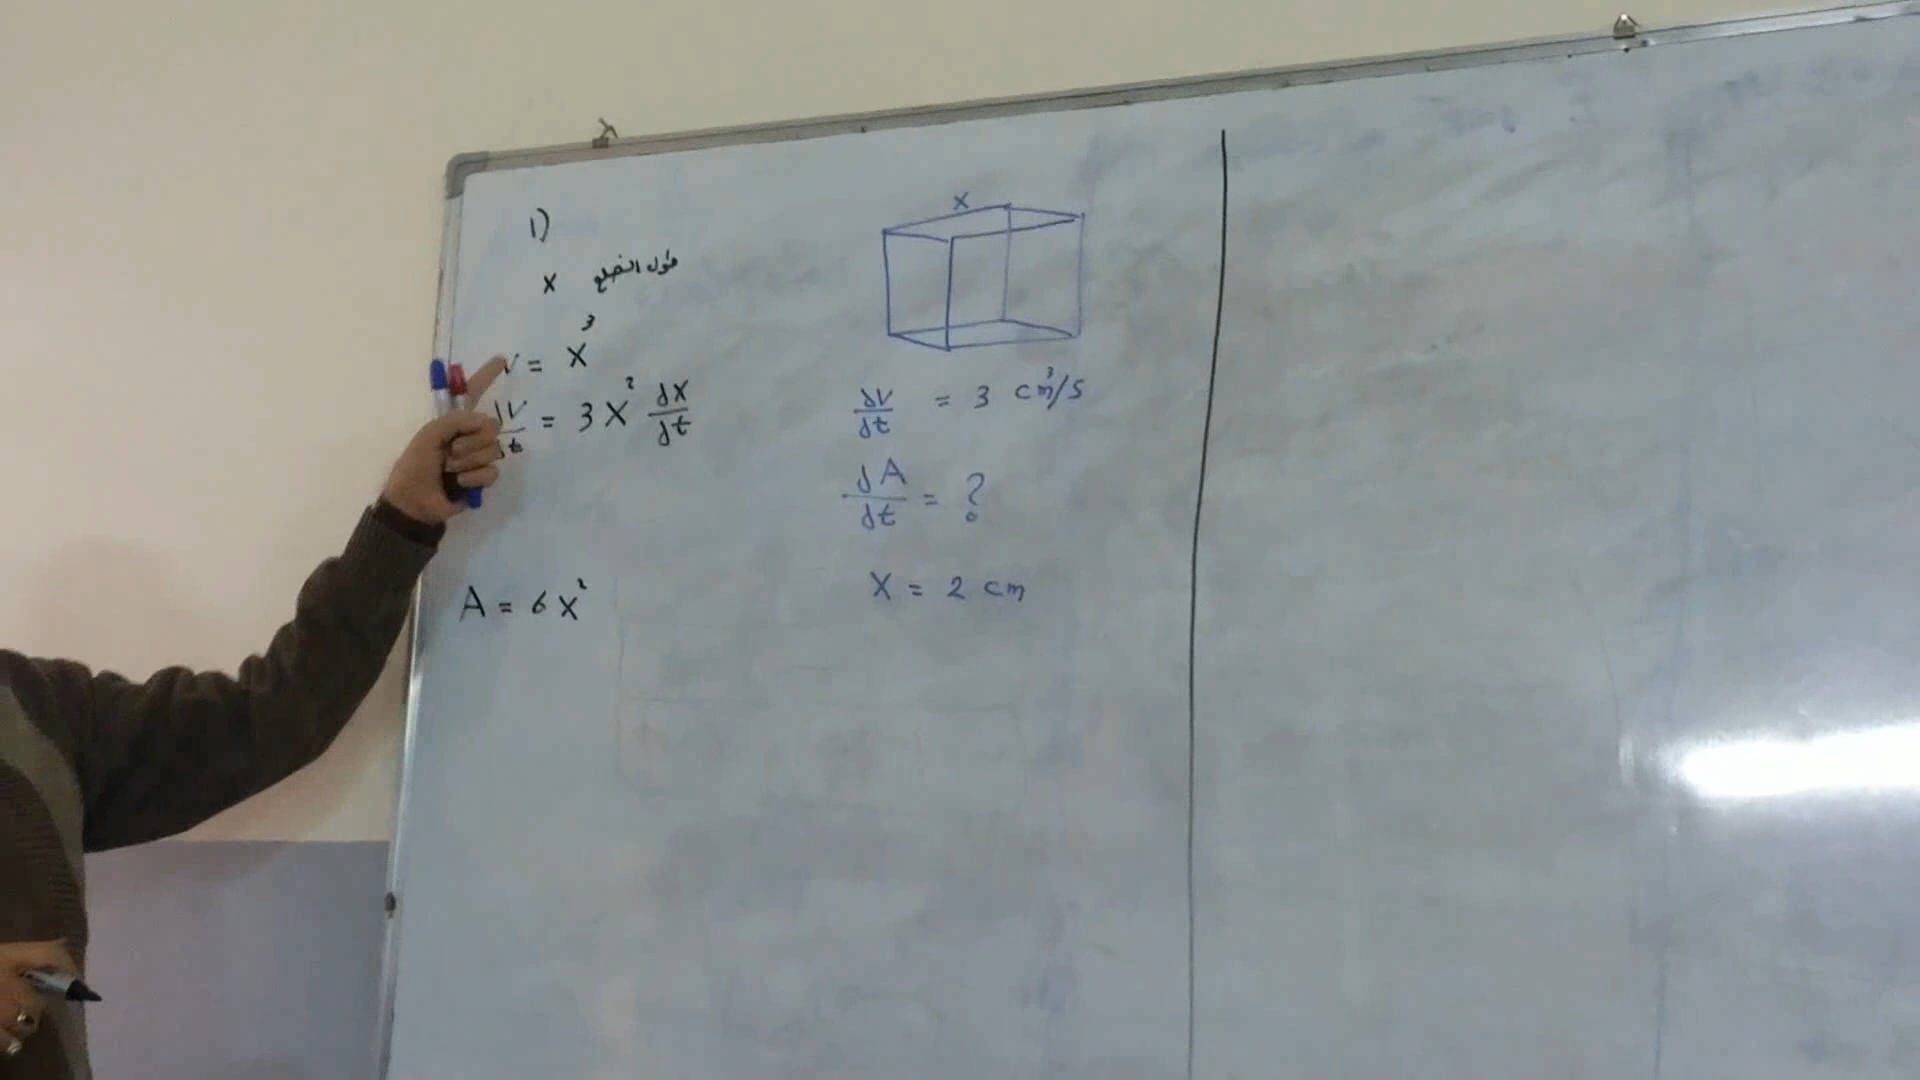 1)
x طول الضلع
V = x³
dV/dt = 3x² dx/dt
A = 6x²
x
dV/dt = 3 cm³/s
dA/dt = ?
x = 2 cm